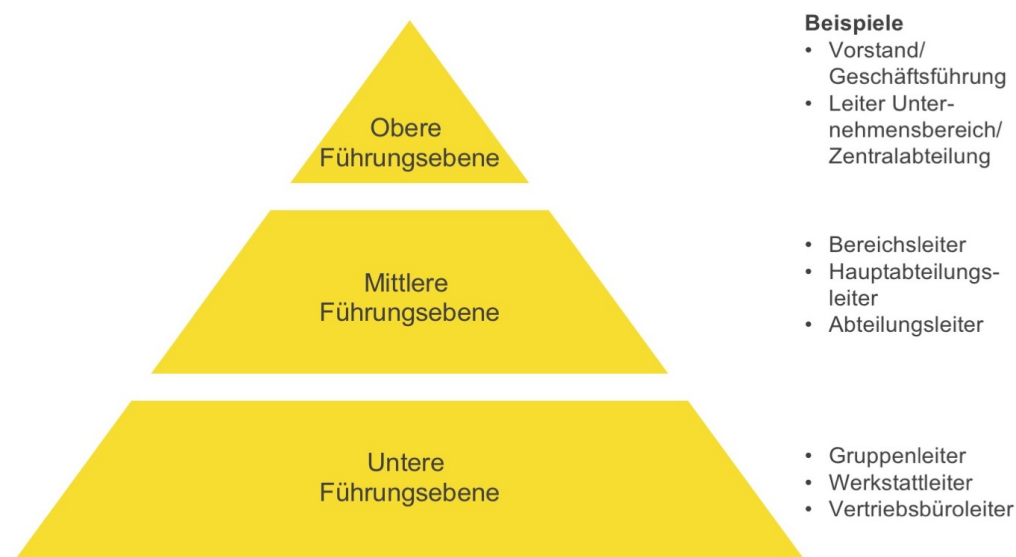 Beispiele
• Vorstand/
Geschäftsführung
• Leiter Unter-
nehmensbereich/
Zentralabteilung
Obere
Führungsebene
• Bereichsleiter
• Hauptabteilungs-
leiter
• Abteilungsleiter
Mittlere
Führungsebene
• Gruppenleiter
• Werkstattleiter
• Vertriebsbüroleiter
Untere
Führungsebene